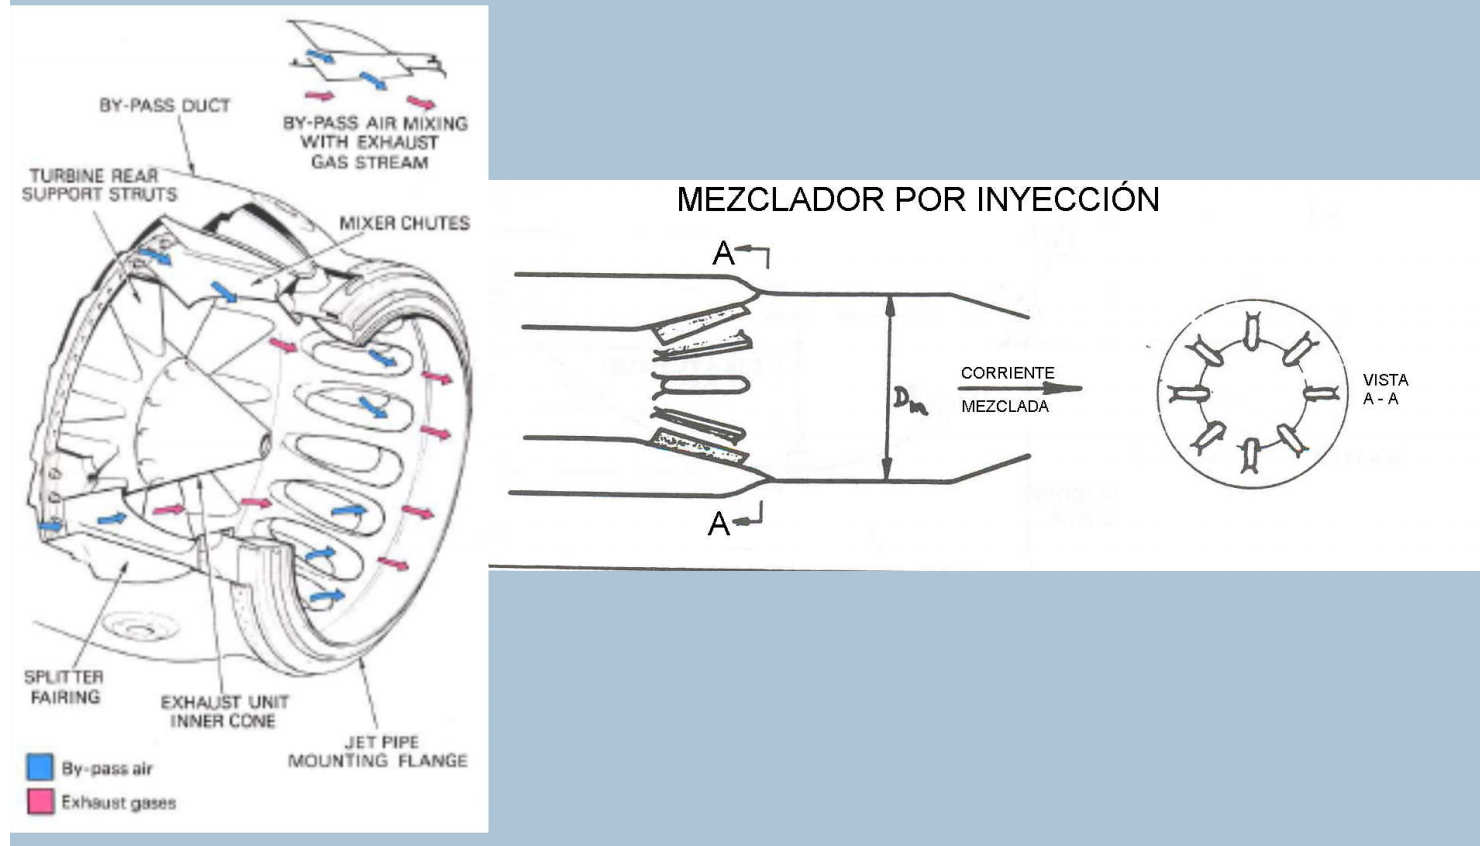 BY-PASS DUCT
BY-PASS AIR MIXING
WITH EXHAUST
GAS STREAM
TURBINE REAR
SUPPORT STRUTS
MIXER CHUTES
SPLITTER
FAIRING
EXHAUST UNIT
INNER CONE
JET PIPE
MOUNTING FLANGE
By-pass air
Exhaust gases
MEZCLADOR POR INYECCIÓN
A
A
Dm
CORRIENTE
MEZCLADA
VISTA
A - A